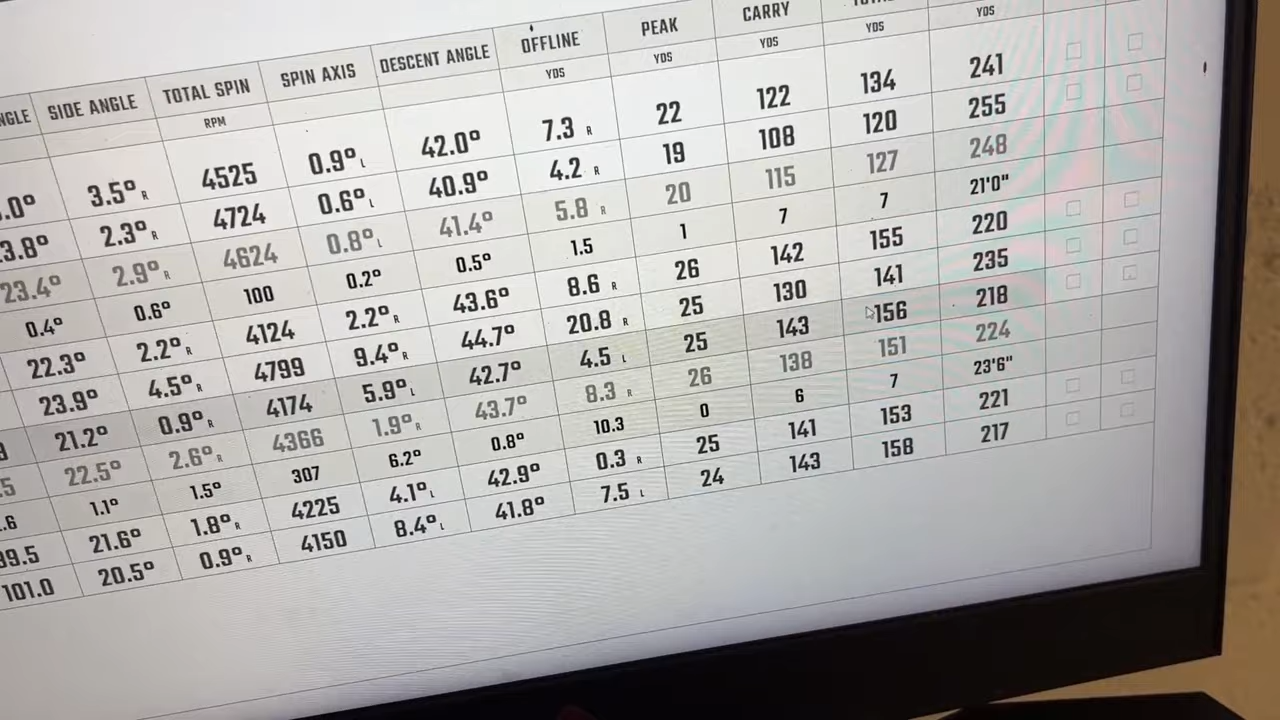 NGLE SIDE ANGLE TOTAL SPIN SPIN AXIS DESCENT ANGLE OFFLINE PEAK CARRY
RPM YDS YDS YDS YDS YDS
.0° 3.5° R 4525 0.9° L 42.0° 7.3 R 22 122 134 241
3.8° 2.3° R 4724 0.6° L 40.9° 4.2 R 19 108 120 255
23.4° 2.9° R 4624 0.8° L 41.4° 5.8 R 20 115 127 248
0.4° 0.6° 100 0.2° 0.5° 1.5 1 7 7 21'0"
22.3° 2.2° R 4124 2.2° R 43.6° 8.6 R 26 142 155 220
23.9° 4.5° R 4799 9.4° R 44.7° 20.8 R 25 130 141 235
21.2° 0.9° R 4174 5.9° L 42.7° 4.5 L 25 143 156 218
.5 22.5° 2.6° R 4366 1.9° R 43.7° 8.3 R 26 138 151 224
.6 1.1° 1.5° 307 6.2° 0.8° 10.3 0 6 7 23'6"
99.5 21.6° 1.8° R 4225 4.1° L 42.9° 0.3 R 25 141 153 221
101.0 20.5° 0.9° R 4150 8.4° L 41.8° 7.5 L 24 143 158 217